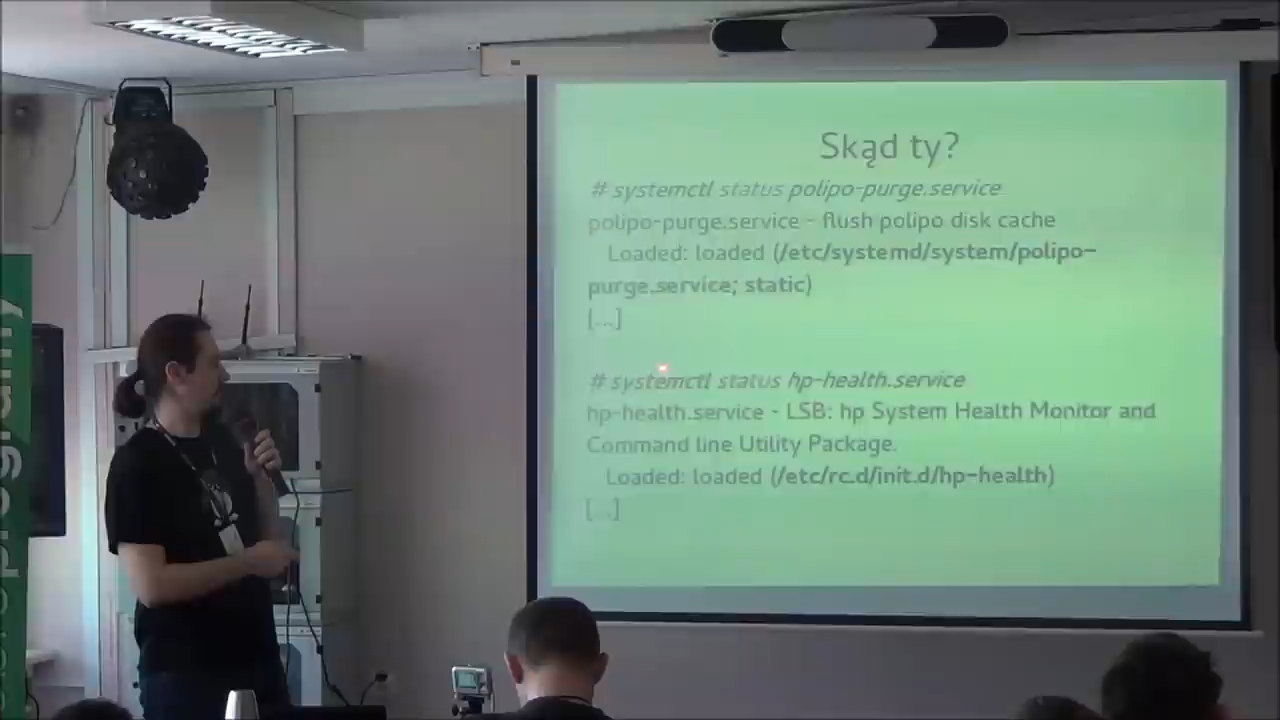 Skąd ty?
# systemctl status polipo-purge.service
polipo-purge.service - flush polipo disk cache
Loaded: loaded (/etc/systemd/system/polipo-
purge.service; static)
[...]
# systemctl status hp-health.service
hp-health.service - LSB: hp System Health Monitor and
Command line Utility Package.
Loaded: loaded (/etc/rc.d/init.d/hp-health)
[...]
programy